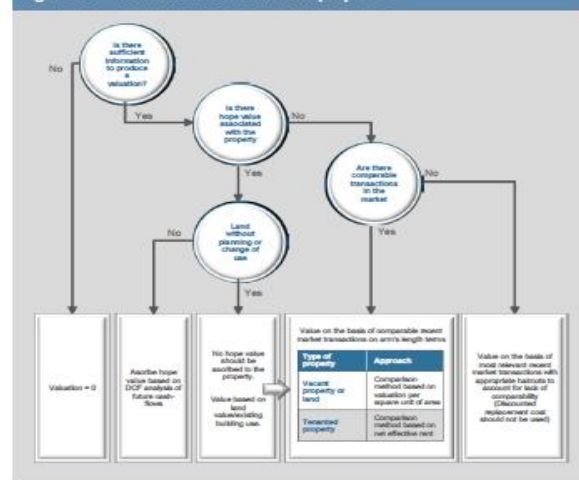 Is there
sufficient
information
to produce
a
valuation?
No
Yes
Is there
hope value
associated
with the
property
No
Yes
Are there
comparable
transactions
in the
market
No
Yes
Land
without
planning or
change of
use
No
Yes
Valuation = 0
Ascribe hope
value based on
DCF analysis of
future cash-
flows
No hope value
should be
ascribed to the
property.
Value based on
land
value/existing
building use.
Value on the basis of comparable recent
market transactions on arm's length terms
Type of
property
Approach
Vacant
property or
land
Comparison
method based on
valuation per
square unit of area
Tenanted
property
Comparison
method based on
net effective rent
Value on the basis of
most relevant recent
market transactions with
appropriate haircuts to
account for lack of
comparability
(Discounted
replacement cost
should not be used)